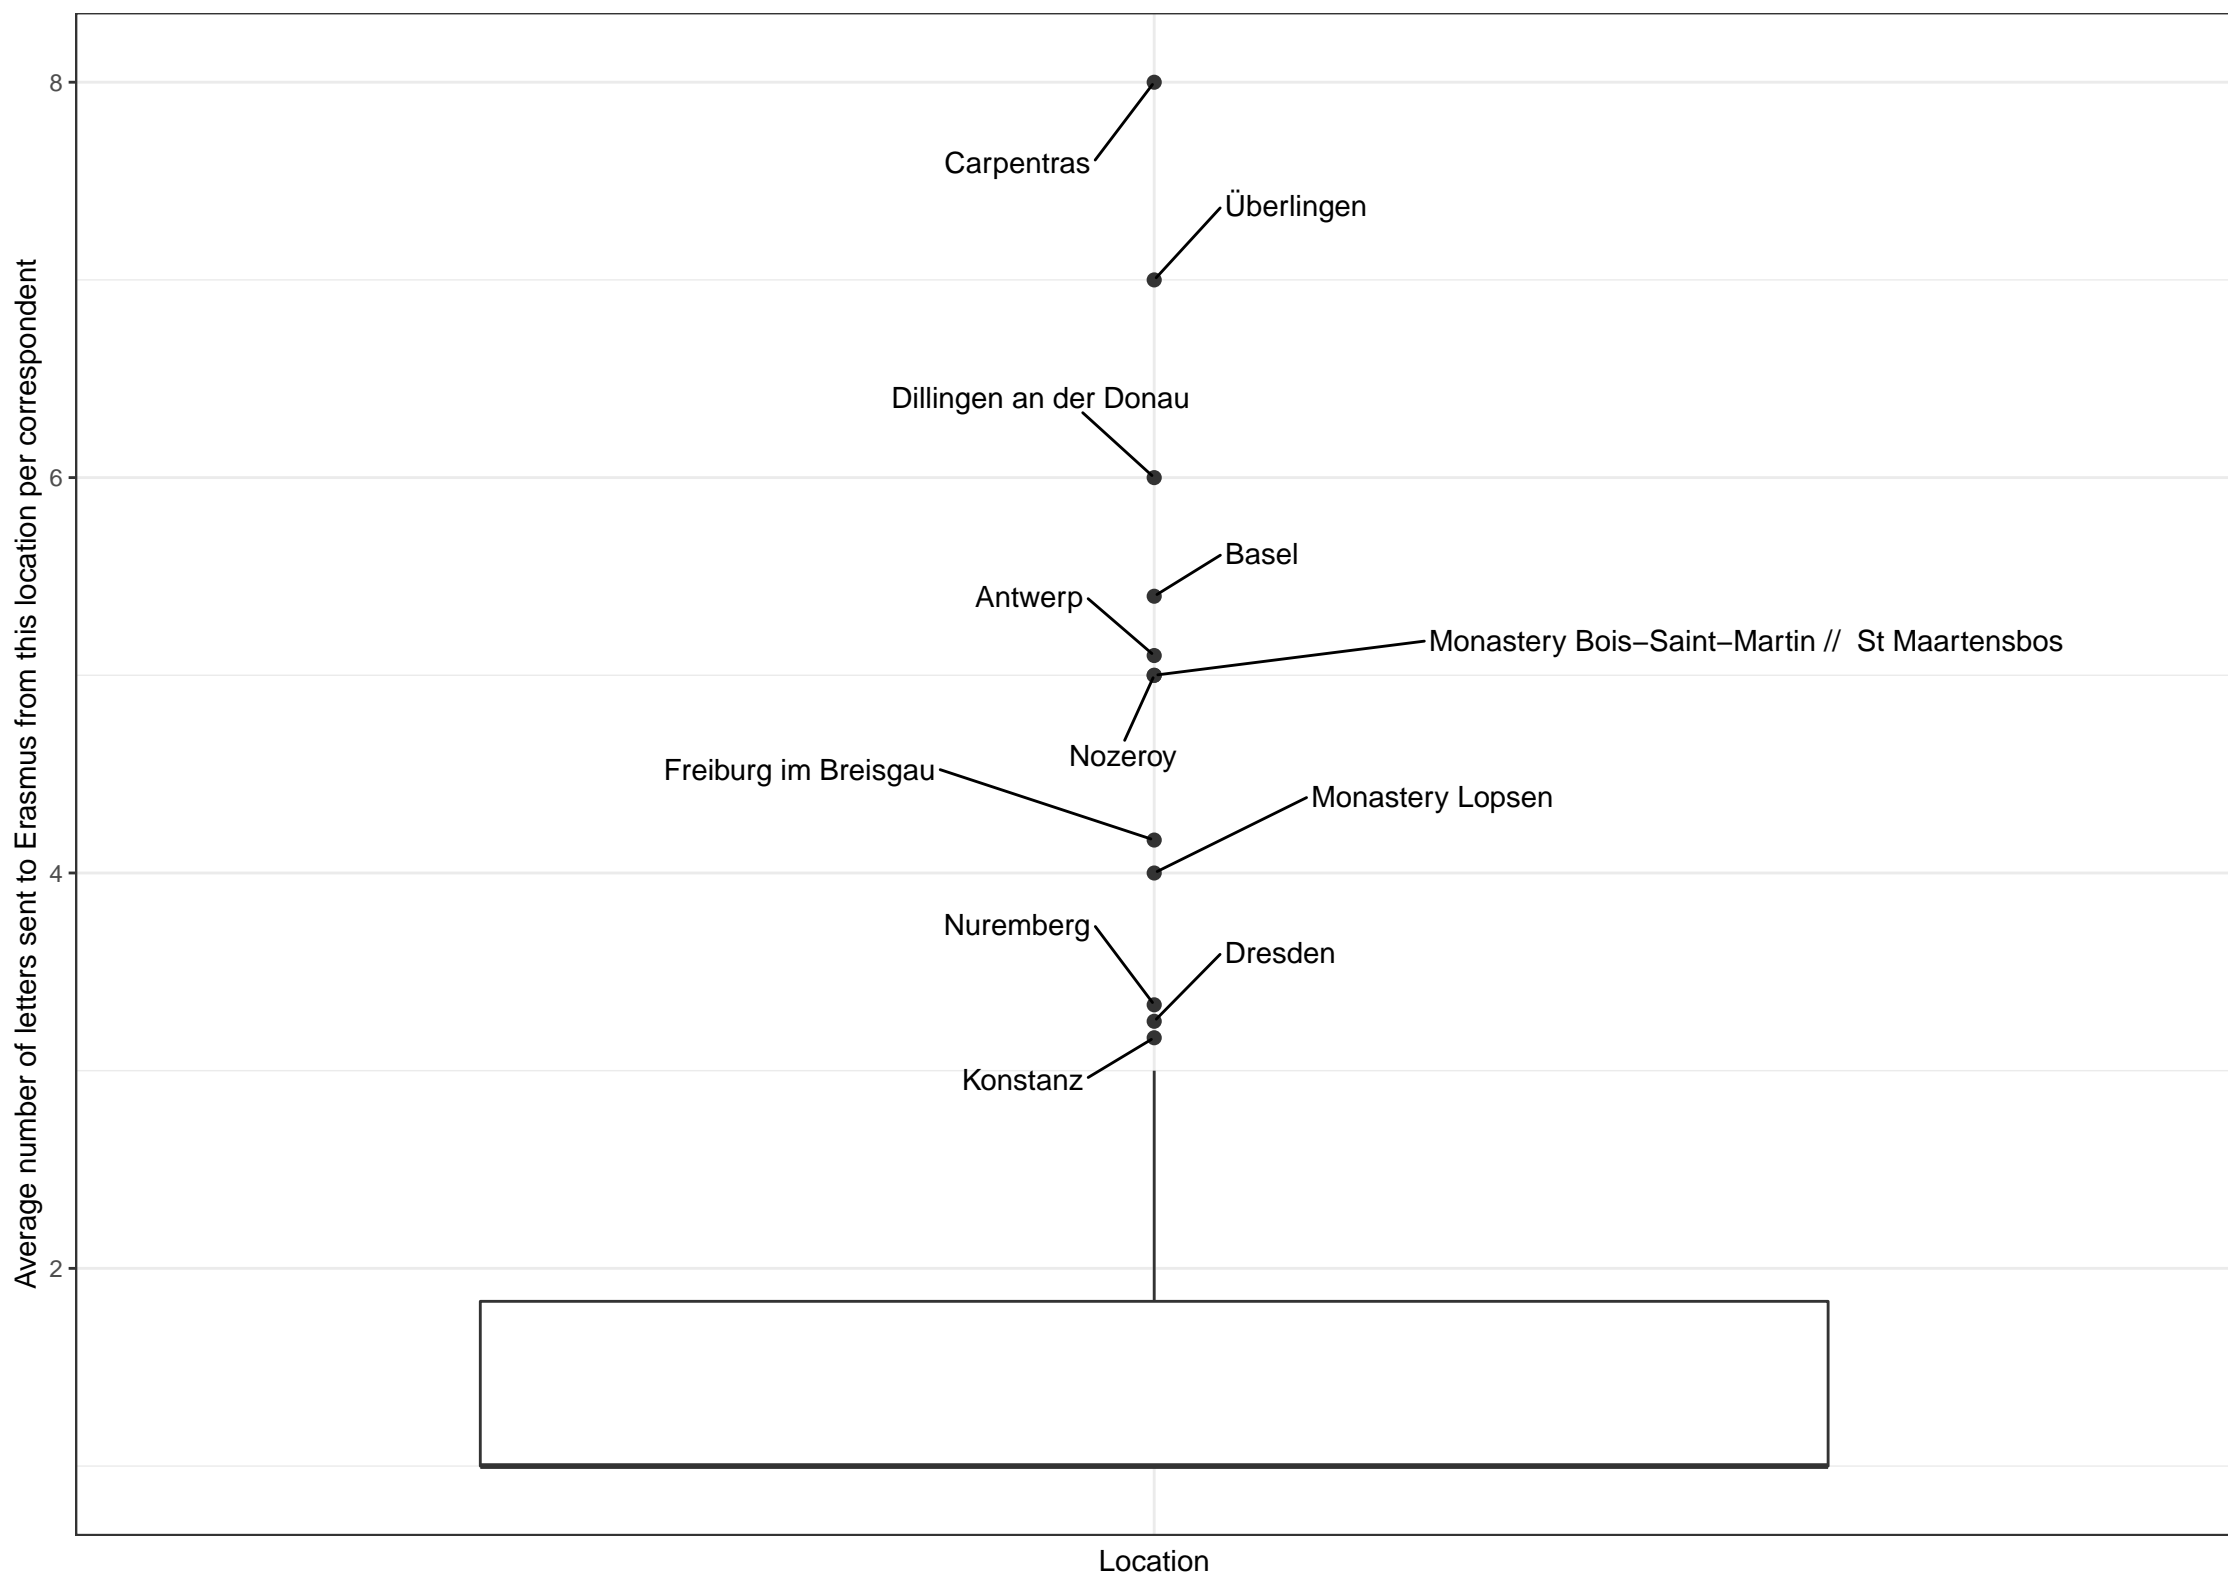 8
Carpentras
Überlingen
Dillingen an der Donau
6
Basel
Antwerp
Monastery Bois−Saint−Martin //  St Maartensbos
Nozeroy
Freiburg im Breisgau
Monastery Lopsen
4
Nuremberg
Dresden
Konstanz
2
Average number of letters sent to Erasmus from this location per correspondent
Location